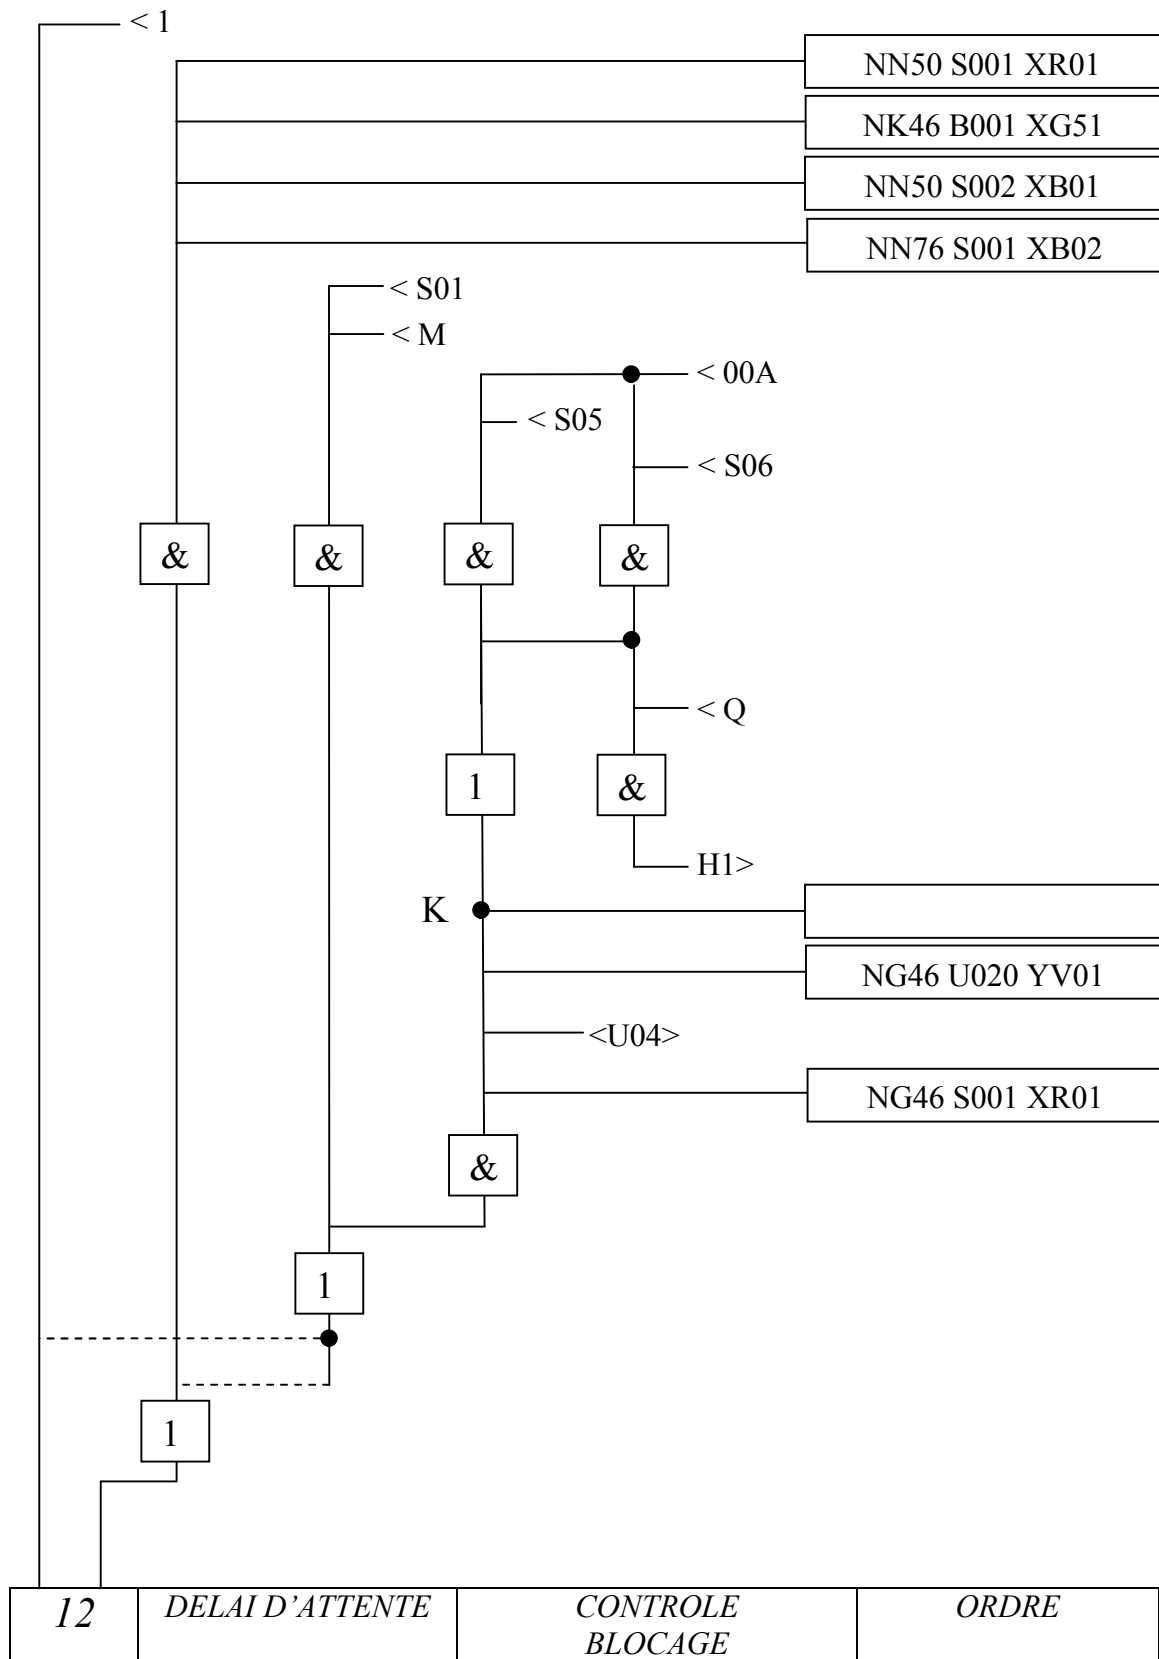 < 1
NN50 S001 XR01
NK46 B001 XG51
NN50 S002 XB01
NN76 S001 XB02
< S01
< M
< 00A
< S05
< S06
& & & &
< Q
1 &
H1>
K
NG46 U020 YV01
<U04>
NG46 S001 XR01
&
1
1
12 DELAI D’ATTENTE CONTROLE ORDRE
BLOCAGE